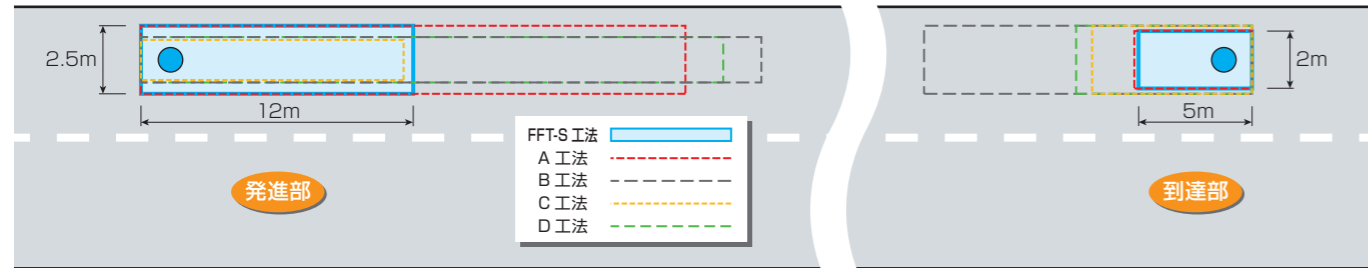 2.5m
12m
発進部
FFT-S 工法
A 工法
B 工法
C 工法
D 工法
2m
5m
到達部